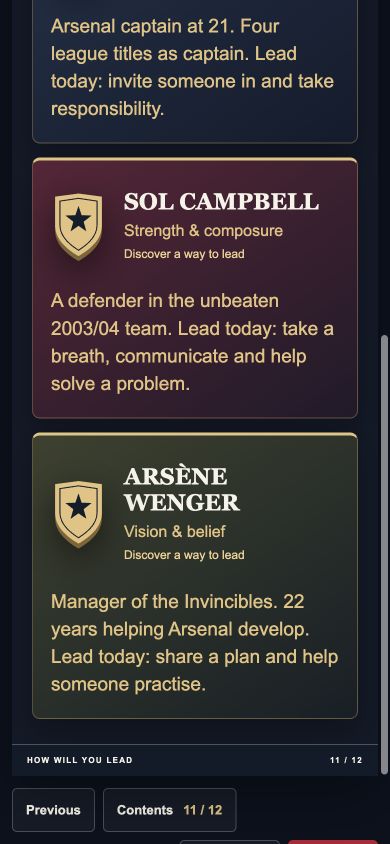 Arsenal captain at 21. Four
league titles as captain. Lead
today: invite someone in and take
responsibility.
SOL CAMPBELL
Strength & composure
Discover a way to lead
A defender in the unbeaten
2003/04 team. Lead today: take a
breath, communicate and help
solve a problem.
ARSÈNE
WENGER
Vision & belief
Discover a way to lead
Manager of the Invincibles. 22
years helping Arsenal develop.
Lead today: share a plan and help
someone practise.
HOW WILL YOU LEAD 11 / 12
Previous Contents 11 / 12